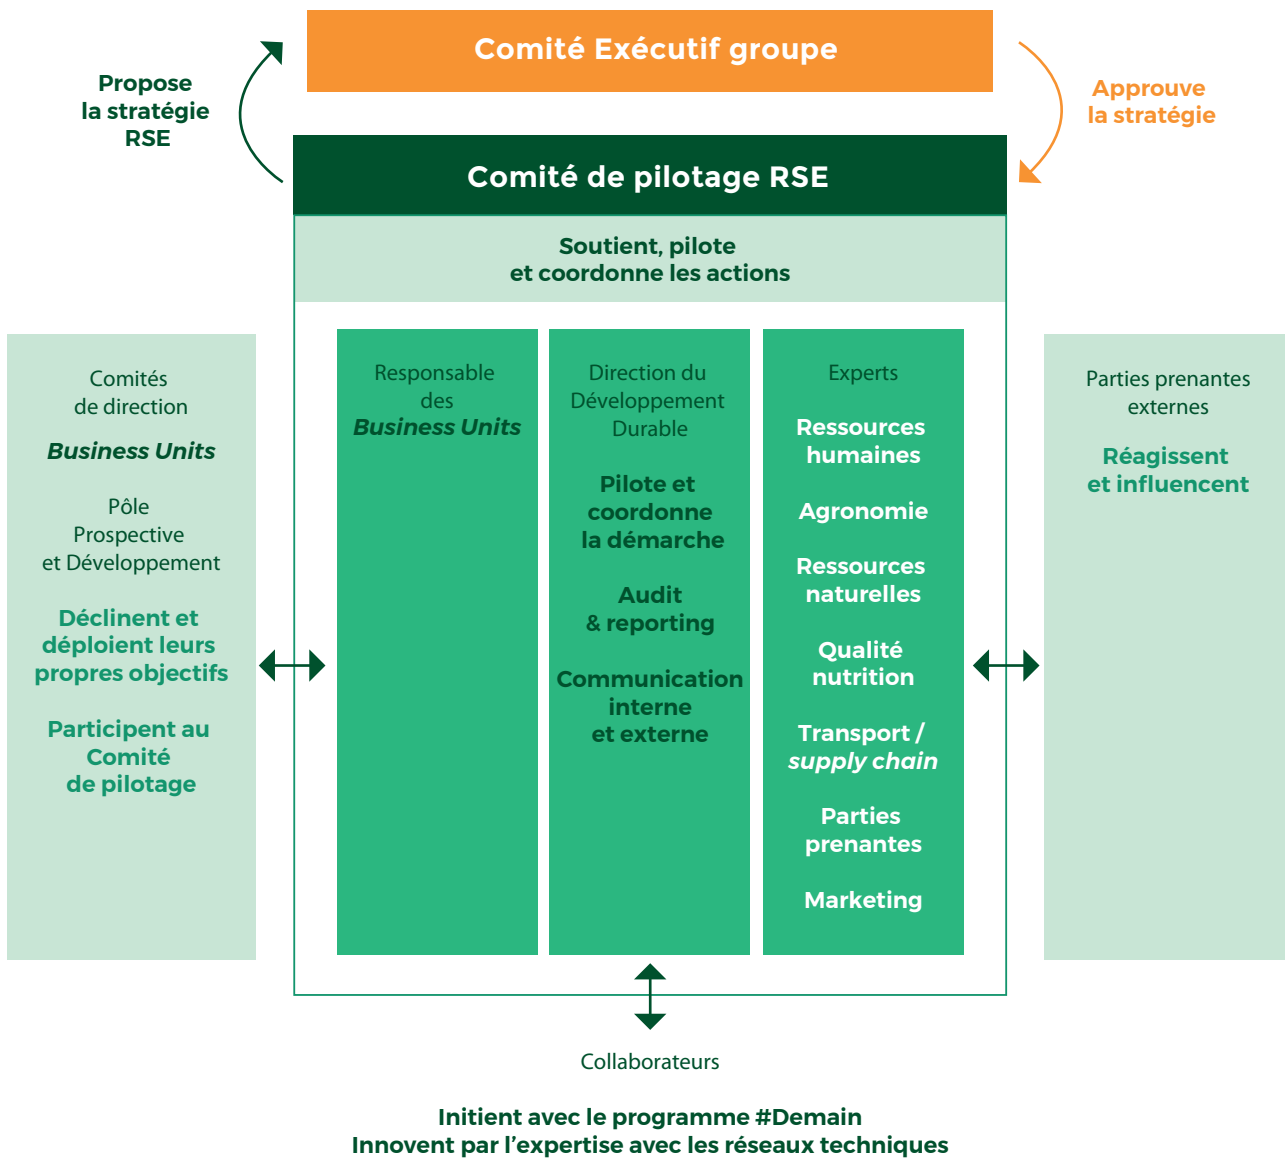 Comité Exécutif groupe
Propose
la stratégie
RSE
Approuve
la stratégie
Comité de pilotage RSE
Soutient, pilote
et coordonne les actions
Comités
de direction
Business Units
Pôle
Prospective
et Développement
Déclinent et
déploient leurs
propres objectifs
Participent au
Comité
de pilotage
Responsable
des
Business Units
Direction du
Développement
Durable
Pilote et
coordonne
la démarche
Audit
& reporting
Communication
interne
et externe
Experts
Ressources
humaines
Agronomie
Ressources
naturelles
Qualité
nutrition
Transport /
supply chain
Parties
prenantes
Marketing
Parties prenantes
externes
Réagissent
et influencent
Collaborateurs
Initient avec le programme #Demain
Innovent par l’expertise avec les réseaux techniques